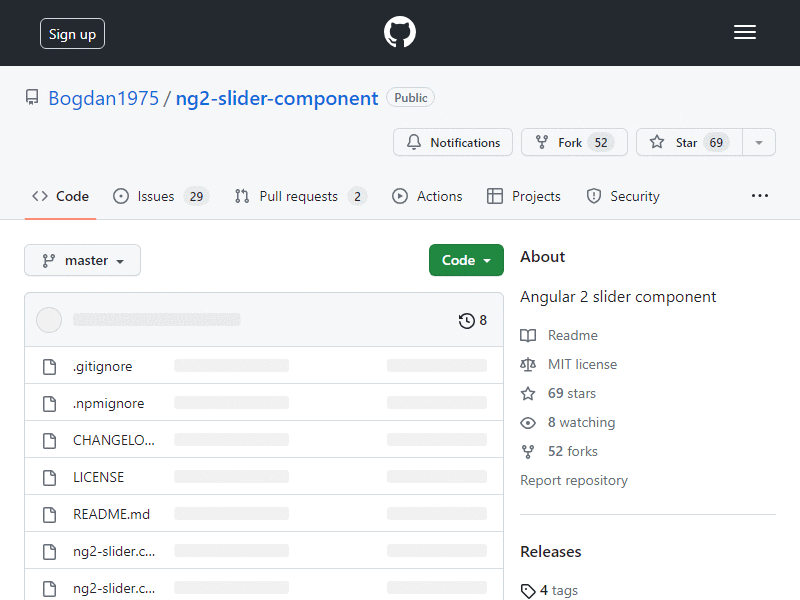 Sign up
Bogdan1975 / ng2-slider-component Public
Notifications Fork 52 Star 69
Code Issues 29 Pull requests 2 Actions Projects Security
master Code
8
.gitignore
.npmignore
CHANGELO...
LICENSE
README.md
ng2-slider.c...
ng2-slider.c...
About
Angular 2 slider component
Readme
MIT license
69 stars
8 watching
52 forks
Report repository
Releases
4 tags